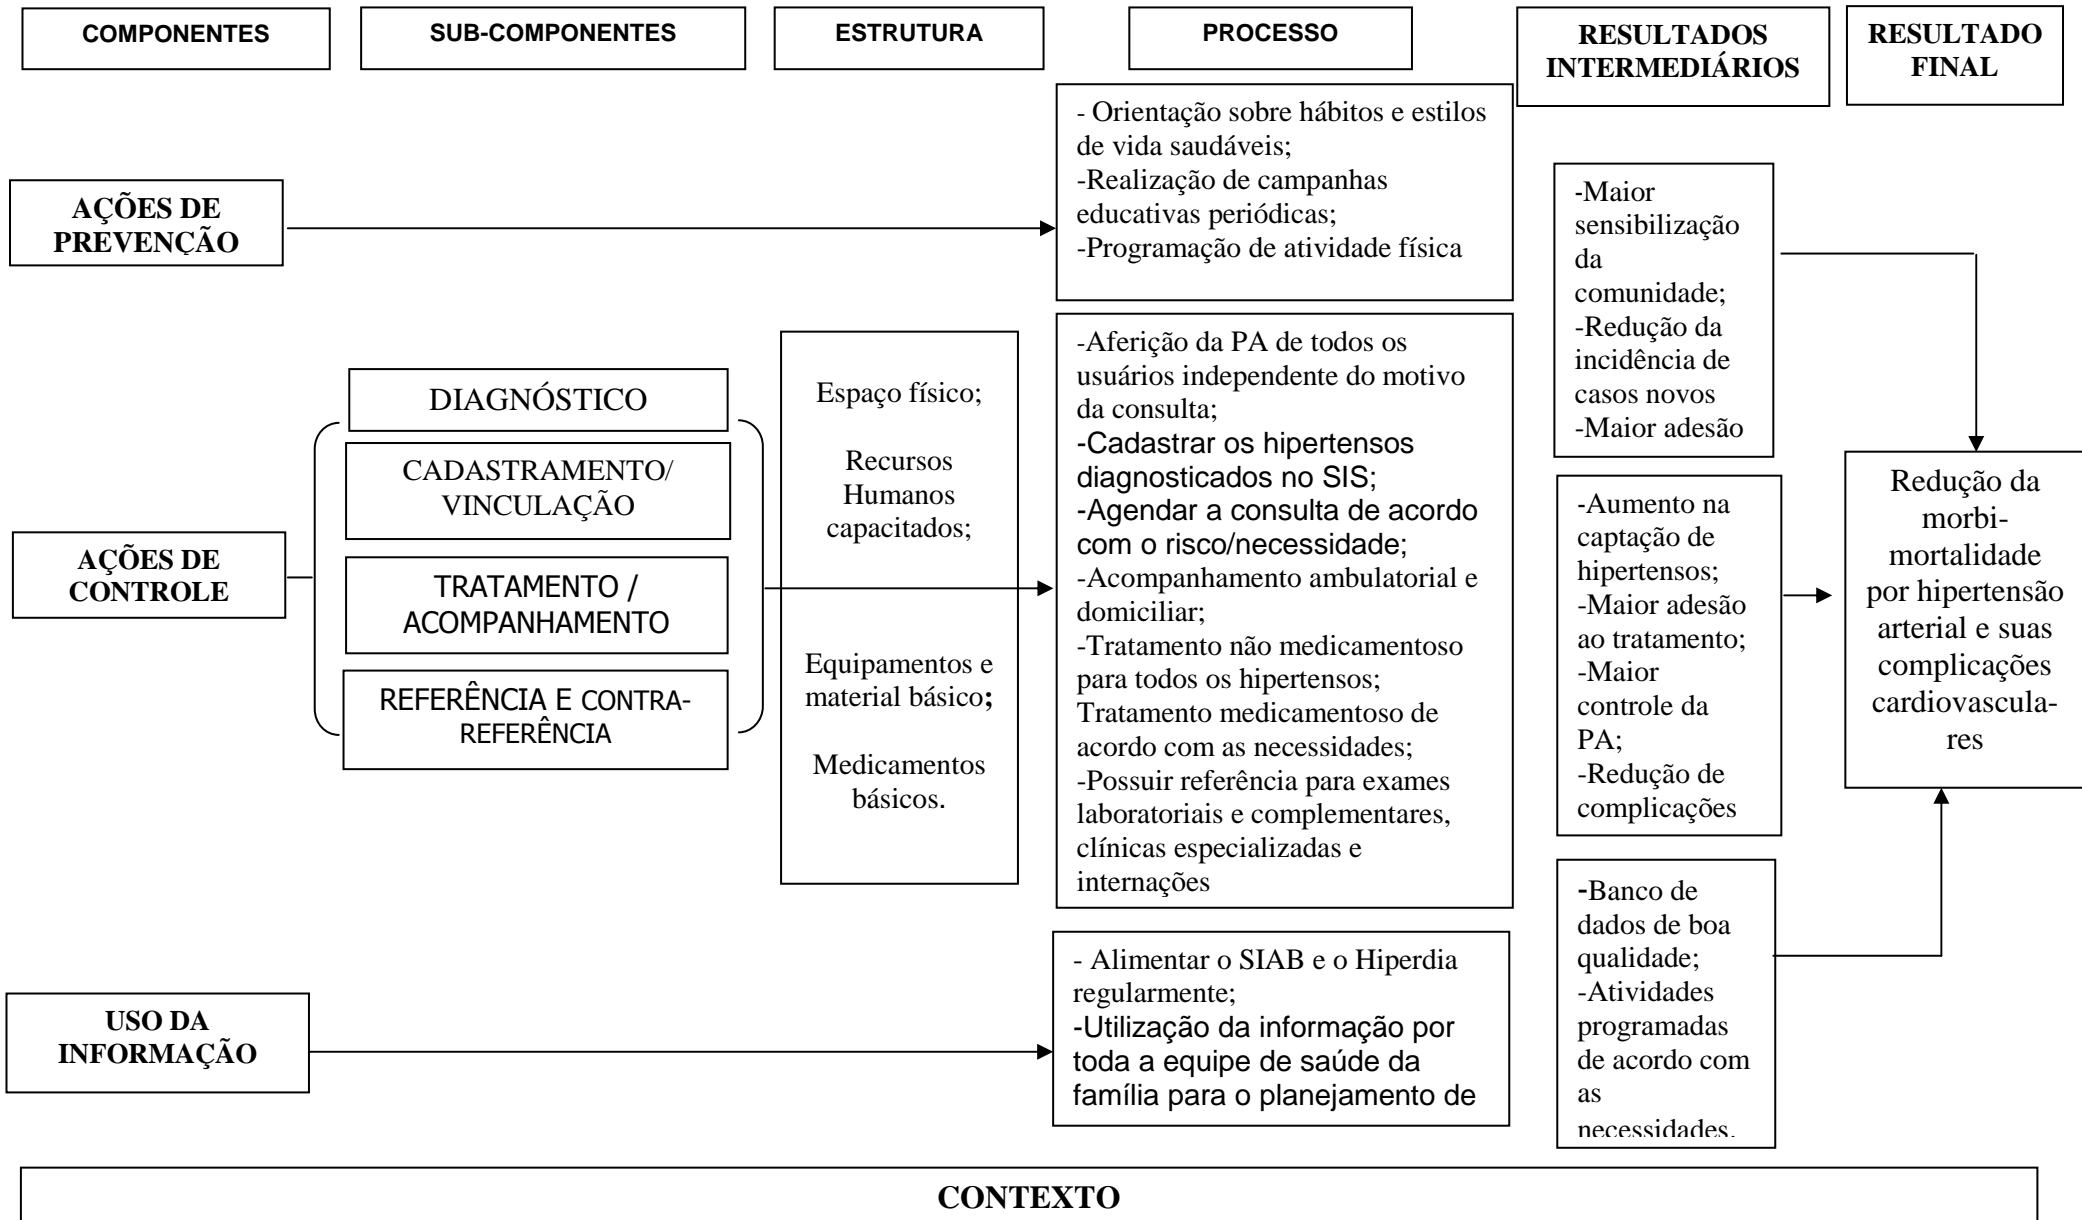 COMPONENTES
SUB-COMPONENTES
ESTRUTURA
PROCESSO
RESULTADOS
INTERMEDIÁRIOS
RESULTADO
FINAL
AÇÕES DE
PREVENÇÃO
- Orientação sobre hábitos e estilos
de vida saudáveis;
-Realização de campanhas
educativas periódicas;
-Programação de atividade física
-Maior
sensibilização
da
comunidade;
-Redução da
incidência de
casos novos
-Maior adesão
AÇÕES DE
CONTROLE
DIAGNÓSTICO
CADASTRAMENTO/
VINCULAÇÃO
TRATAMENTO /
ACOMPANHAMENTO
REFERÊNCIA E CONTRA-
REFERÊNCIA
Espaço físico;
Recursos
Humanos
capacitados;
Equipamentos e
material básico;
Medicamentos
básicos.
-Aferição da PA de todos os
usuários independente do motivo
da consulta;
-Cadastrar os hipertensos
diagnosticados no SIS;
-Agendar a consulta de acordo
com o risco/necessidade;
-Acompanhamento ambulatorial e
domiciliar;
-Tratamento não medicamentoso
para todos os hipertensos;
Tratamento medicamentoso de
acordo com as necessidades;
-Possuir referência para exames
laboratoriais e complementares,
clínicas especializadas e
internações
-Aumento na
captação de
hipertensos;
-Maior adesão
ao tratamento;
-Maior
controle da
PA;
-Redução de
complicações
Redução da
morbi-
mortalidade
por hipertensão
arterial e suas
complicações
cardiovascula-
res
USO DA
INFORMAÇÃO
- Alimentar o SIAB e o Hiperdia
regularmente;
-Utilização da informação por
toda a equipe de saúde da
família para o planejamento de
-Banco de
dados de boa
qualidade;
-Atividades
programadas
de acordo com
as
necessidades.
CONTEXTO